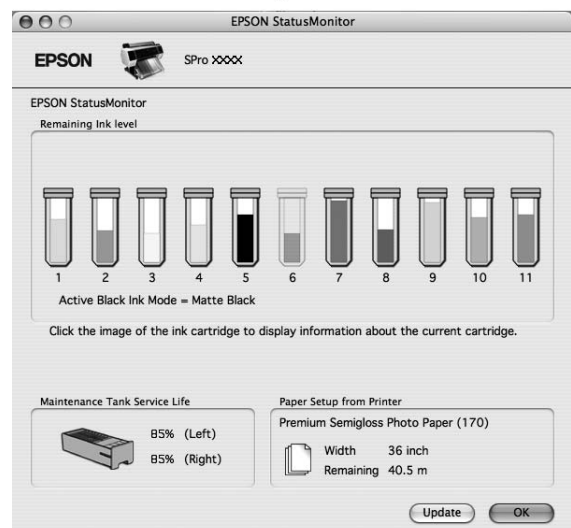 EPSON StatusMonitor
EPSON SPro XXXX
EPSON StatusMonitor
Remaining Ink level
1 2 3 4 5 6 7 8 9 10 11
Active Black Ink Mode = Matte Black
Click the image of the ink cartridge to display information about the current cartridge.
Maintenance Tank Service Life
85% (Left)
85% (Right)
Paper Setup from Printer
Premium Semigloss Photo Paper (170)
Width 36 inch
Remaining 40.5 m
Update OK